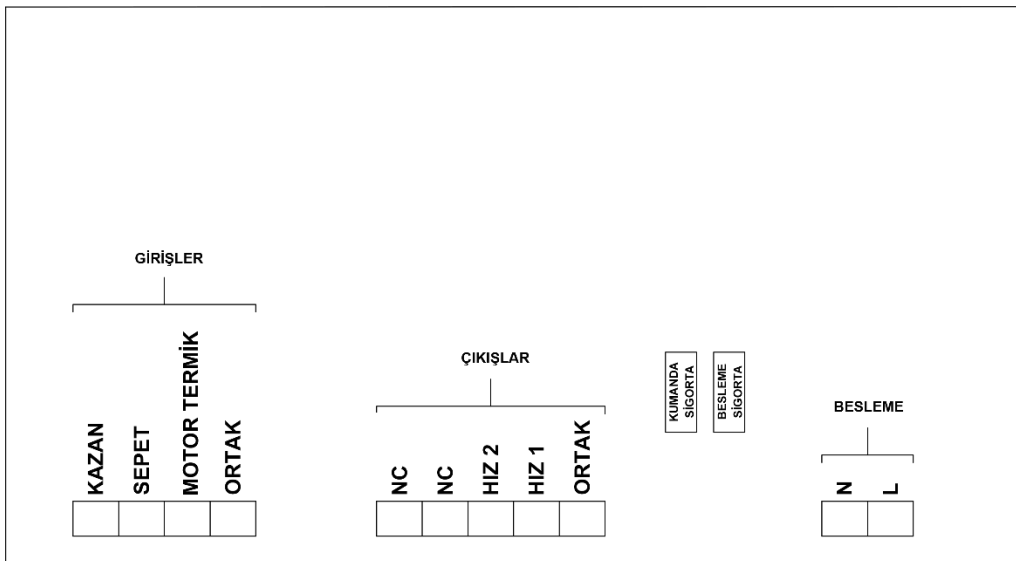 GİRİŞLER
KAZAN
SEPET
MOTOR TERMİK
ORTAK
ÇIKIŞLAR
NC
NC
HIZ 2
HIZ 1
ORTAK
KUMANDA
SİGORTA
BESLEME
SİGORTA
BESLEME
N
L